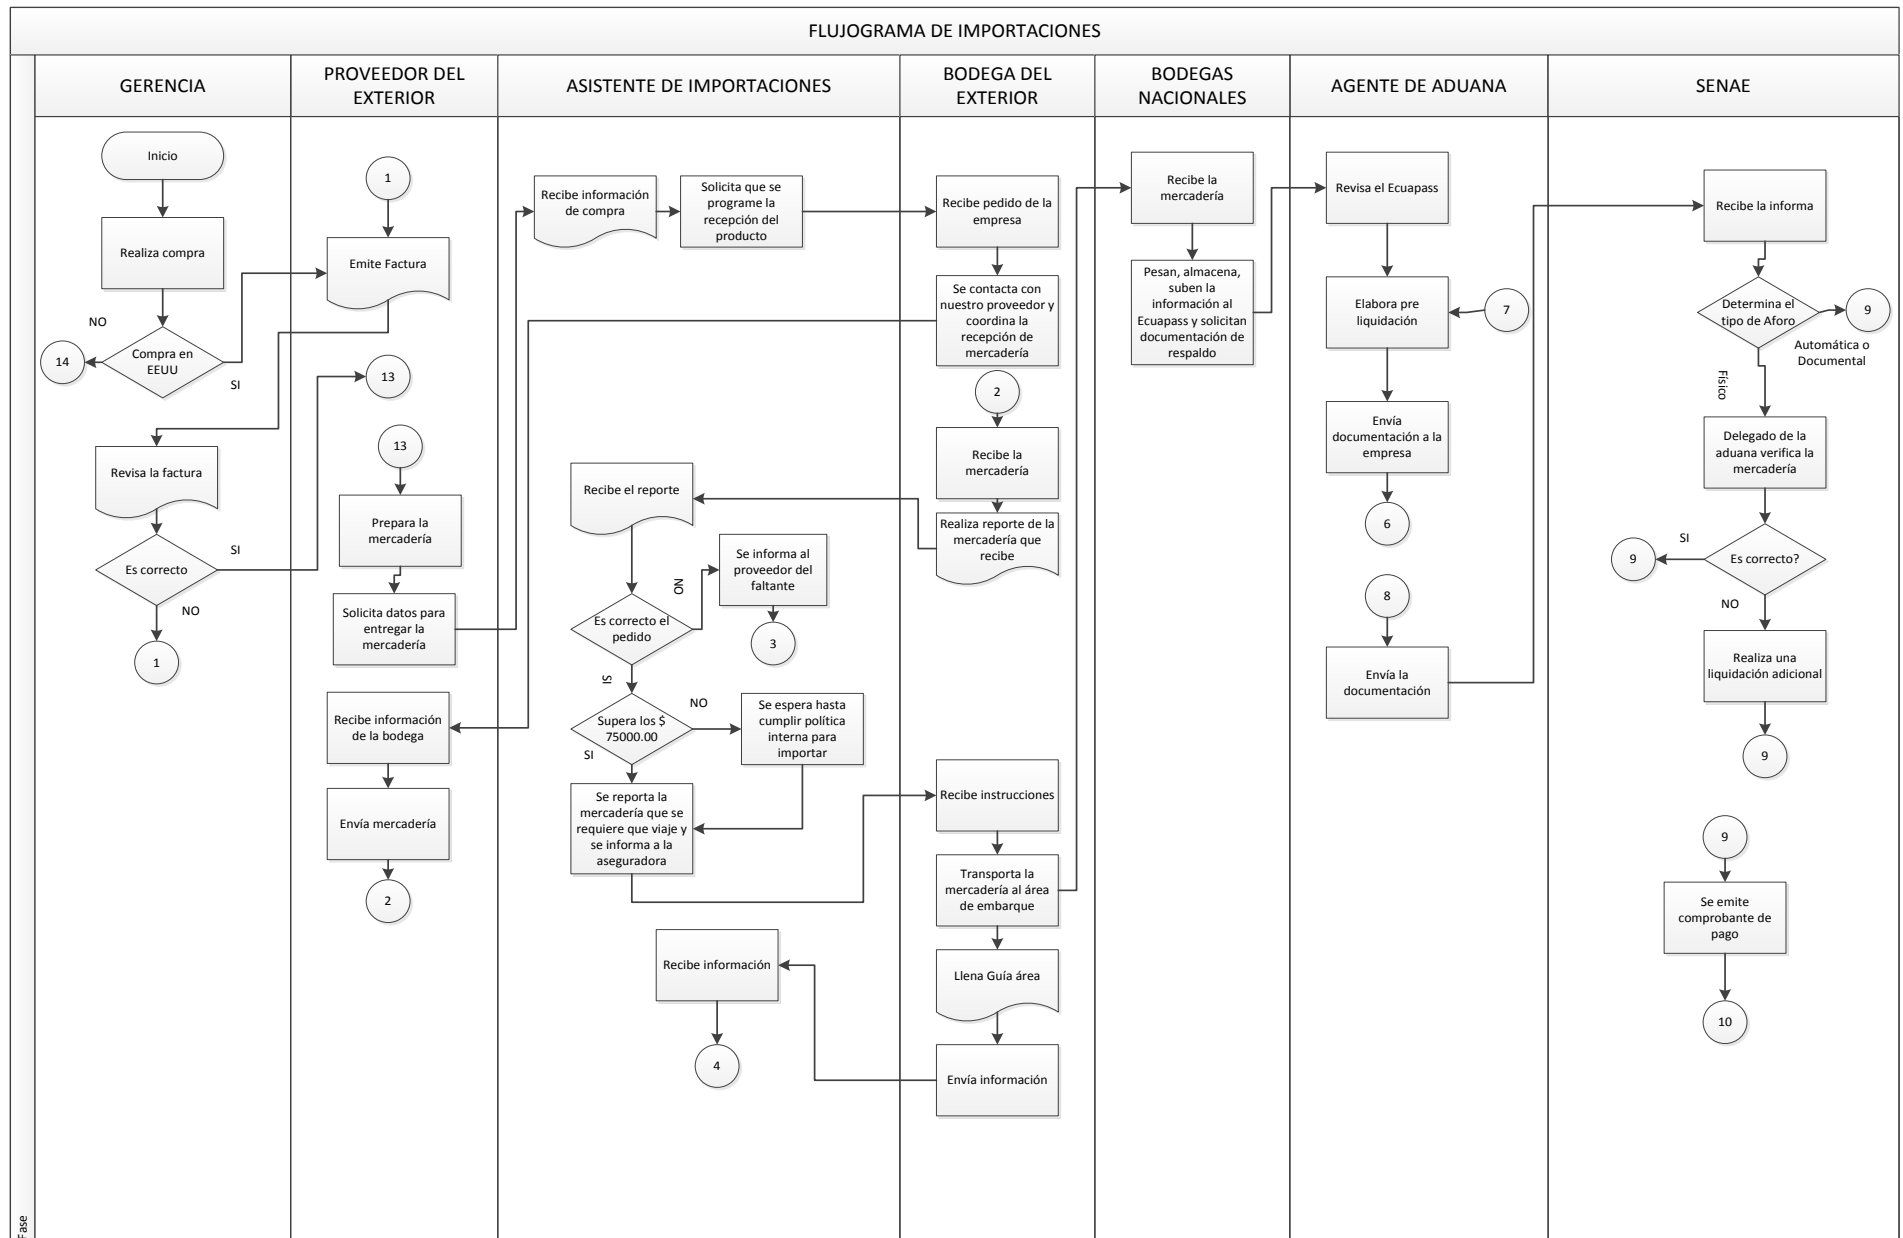 FLUJOGRAMA DE IMPORTACIONES
GERENCIA
PROVEEDOR DEL
EXTERIOR
ASISTENTE DE IMPORTACIONES
BODEGA DEL
EXTERIOR
BODEGAS
NACIONALES
AGENTE DE ADUANA
SENAE
Fase
Inicio
Realiza compra
NO
Compra en
EEUU
SI
14
Revisa la factura
Es correcto
SI
NO
1
1
Emite Factura
13
13
Prepara la
mercadería
Solicita datos para
entregar la
mercadería
Recibe información
de la bodega
Envía mercadería
2
Recibe información
de compra
Solicita que se
programe la
recepción del
producto
Recibe el reporte
Es correcto el
pedido
NO
Se informa al
proveedor del
faltante
3
SI
Supera los $
75000.00
NO
Se espera hasta
cumplir política
interna para
importar
SI
Se reporta la
mercadería que se
requiere que viaje y
se informa a la
aseguradora
Recibe información
4
Recibe pedido de la
empresa
Se contacta con
nuestro proveedor y
coordina la
recepción de
mercadería
2
Recibe la
mercadería
Realiza reporte de la
mercadería que
recibe
Recibe instrucciones
Transporta la
mercadería al área
de embarque
Llena Guía área
Envía información
Recibe la
mercadería
Pesan, almacena,
suben la
información al
Ecuapass y solicitan
documentación de
respaldo
Revisa el Ecuapass
Elabora pre
liquidación
7
Envía
documentación a la
empresa
6
8
Envía la
documentación
Recibe la informa
Determina el
tipo de Aforo
9
Automática o
Documental
Físico
Delegado de la
aduana verifica la
mercadería
Es correcto?
SI
9
NO
Realiza una
liquidación adicional
9
9
Se emite
comprobante de
pago
10